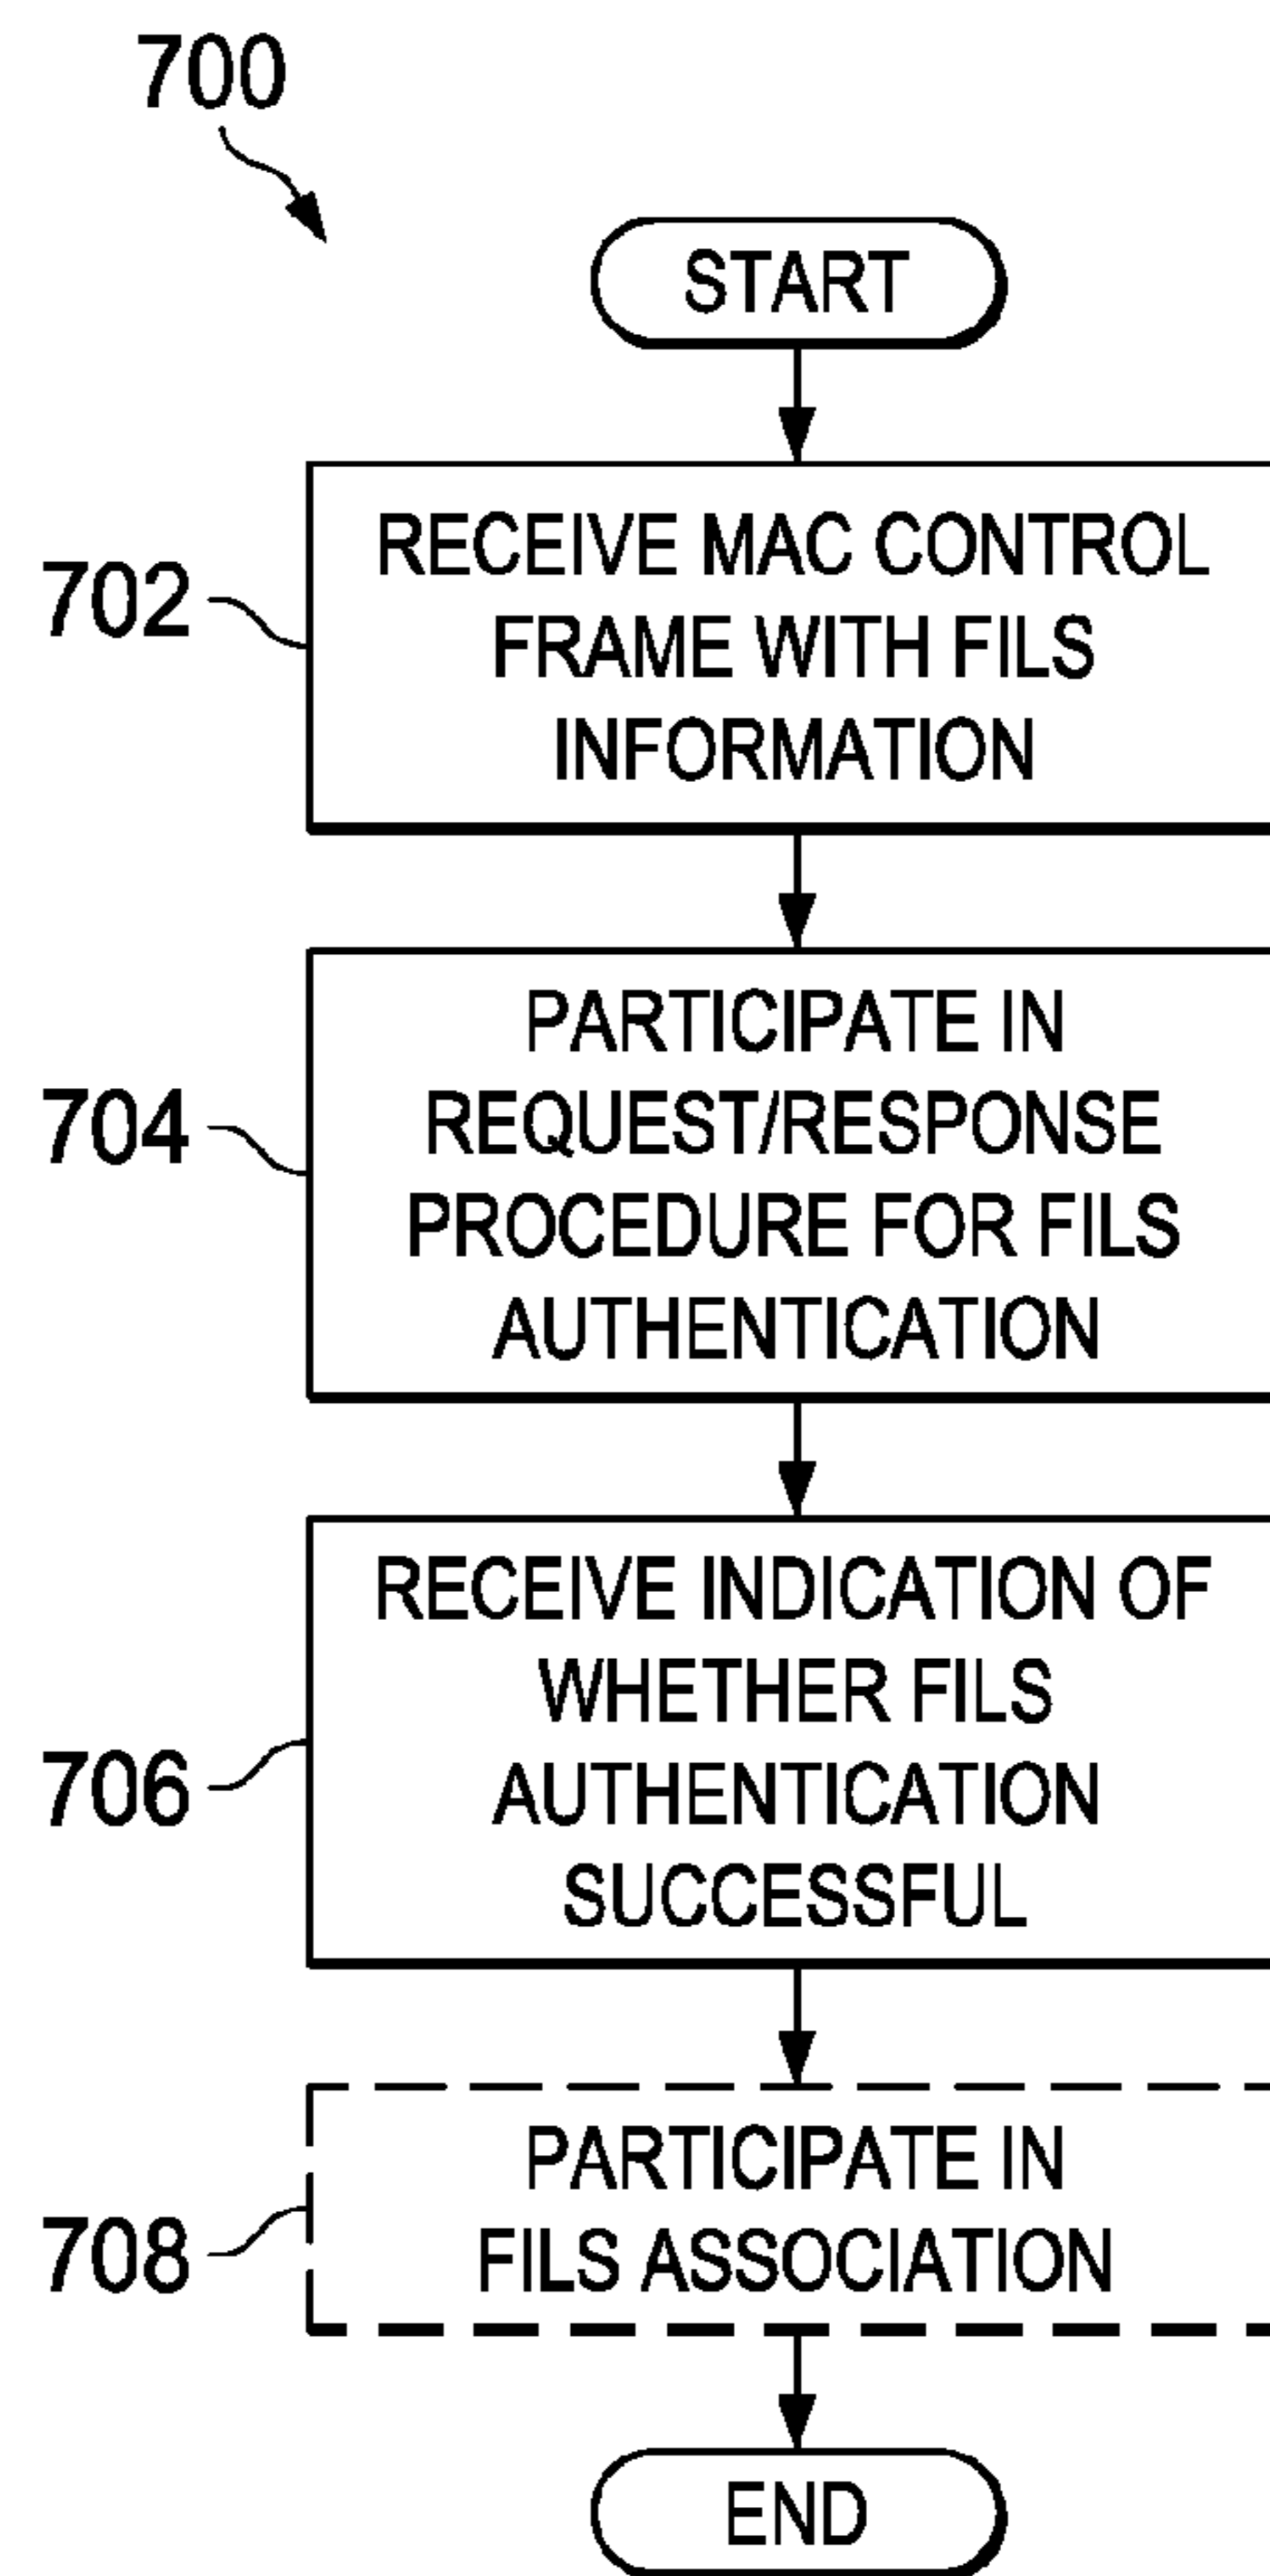 700
START
702
RECEIVE MAC CONTROL
FRAME WITH FILS
INFORMATION
704
PARTICIPATE IN
REQUEST/RESPONSE
PROCEDURE FOR FILS
AUTHENTICATION
706
RECEIVE INDICATION OF
WHETHER FILS
AUTHENTICATION
SUCCESSFUL
708
PARTICIPATE IN
FILS ASSOCIATION
END